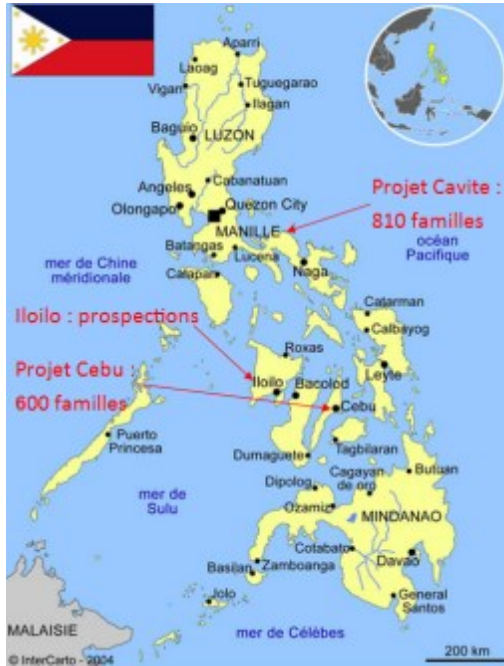 Aparri
Laoag
Tuguegarao
Vigan
Ilagan
Baguio
LUZON
Cabanatuan
Angeles
Projet Cavite :
810 familles
Olongapo
Quezon City
MANILLE
océan
Pacifique
Batangas
Lucena
mer de Chine
méridionale
Naga
Calapan
Catarman
Iloilo : prospections
Calbayog
Roxas
Projet Cebu :
600 familles
Iloilo
Bacolod
Leyte
Cebu
Puerto
Princesa
Tagbilaran
Dumaguete
Cagayan
de oro
Butuan
Dipolog
mer de
Sulu
Ozamiz
MINDANAO
Cotabato
Davao
Zamboanga
Basilan
Jolo
General
Santos
MALAISIE
mer de Célèbes
© InterCarto - 2004
200 km